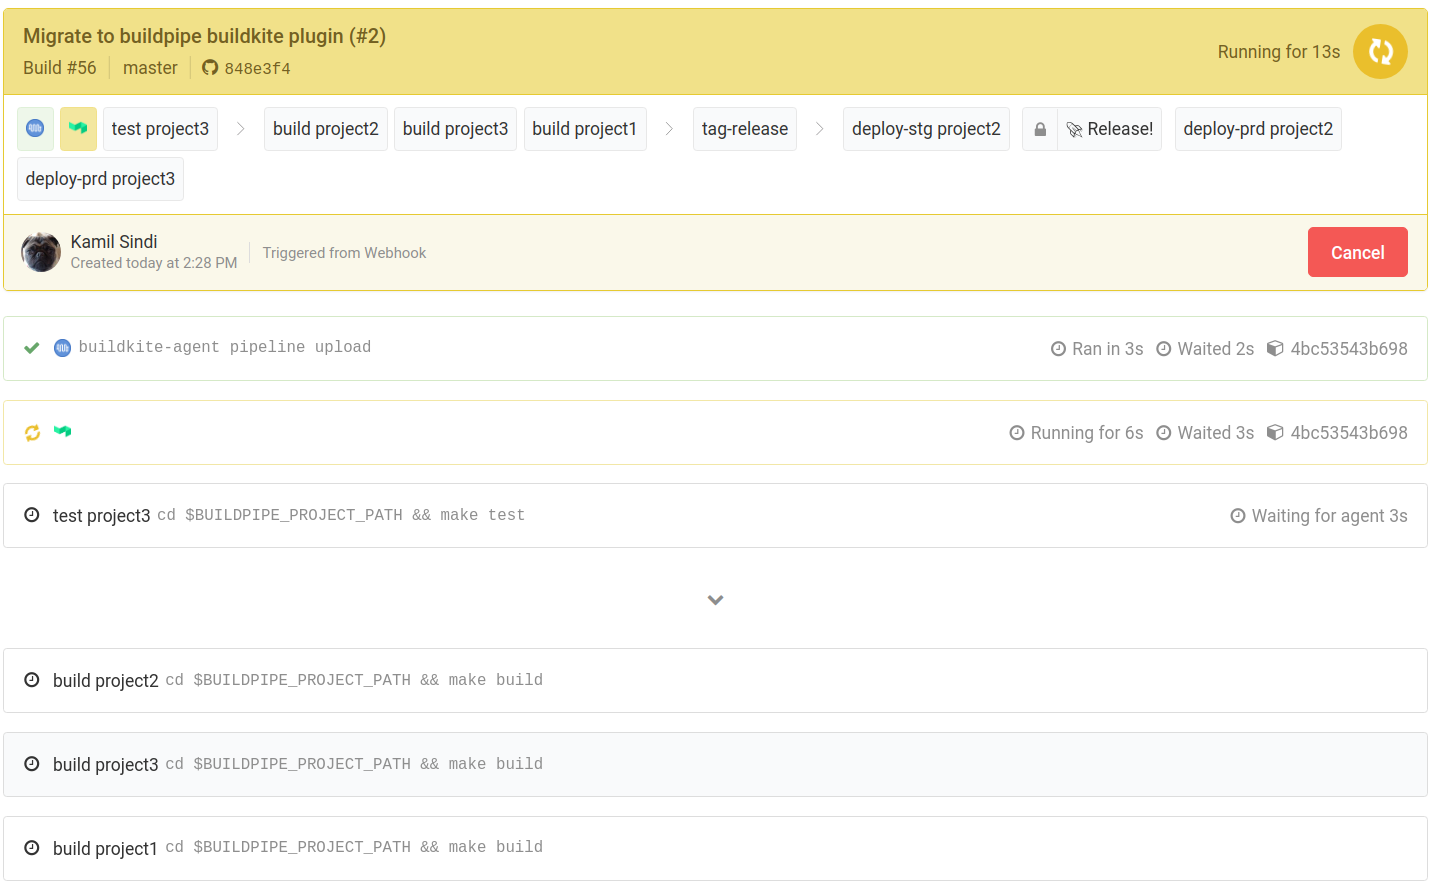 Migrate to buildpipe buildkite plugin (#2)
Build #56 master 848e3f4
Running for 13s
test project3 build project2 build project3 build project1 tag-release deploy-stg project2 Release! deploy-prd project2
deploy-prd project3
Kamil Sindi
Created today at 2:28 PM
Triggered from Webhook
Cancel
buildkite-agent pipeline upload Ran in 3s Waited 2s 4bc53543b698
Running for 6s Waited 3s 4bc53543b698
test project3 cd $BUILDPIPE_PROJECT_PATH && make test Waiting for agent 3s
build project2 cd $BUILDPIPE_PROJECT_PATH && make build
build project3 cd $BUILDPIPE_PROJECT_PATH && make build
build project1 cd $BUILDPIPE_PROJECT_PATH && make build